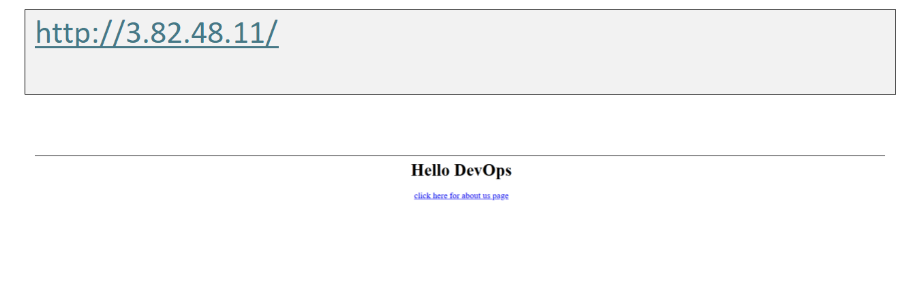 http://3.82.48.11/
Hello DevOps
click here for about us page